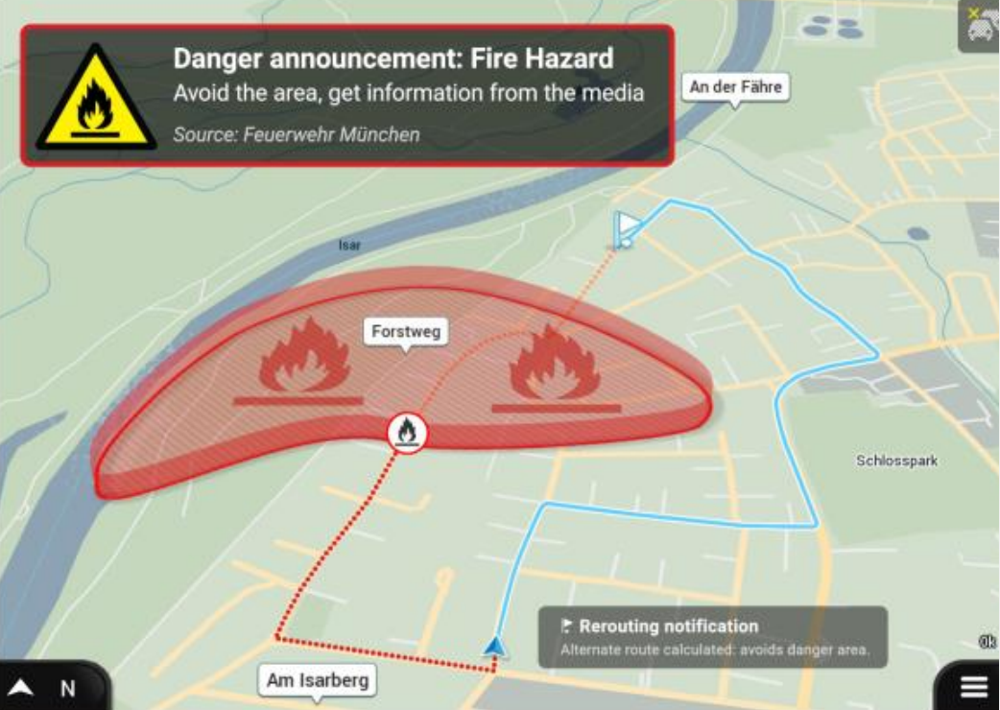 Danger announcement: Fire Hazard
Avoid the area, get information from the media
Source: Feuerwehr München
An der Fähre
Isar
Forstweg
Schlosspark
Rerouting notification
Alternate route calculated: avoids danger area.
Am Isarberg
N